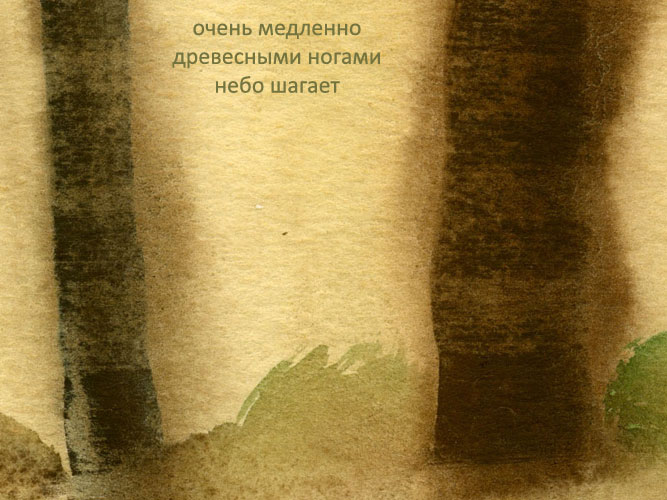 очень медленно
древесными ногами
небо шагает